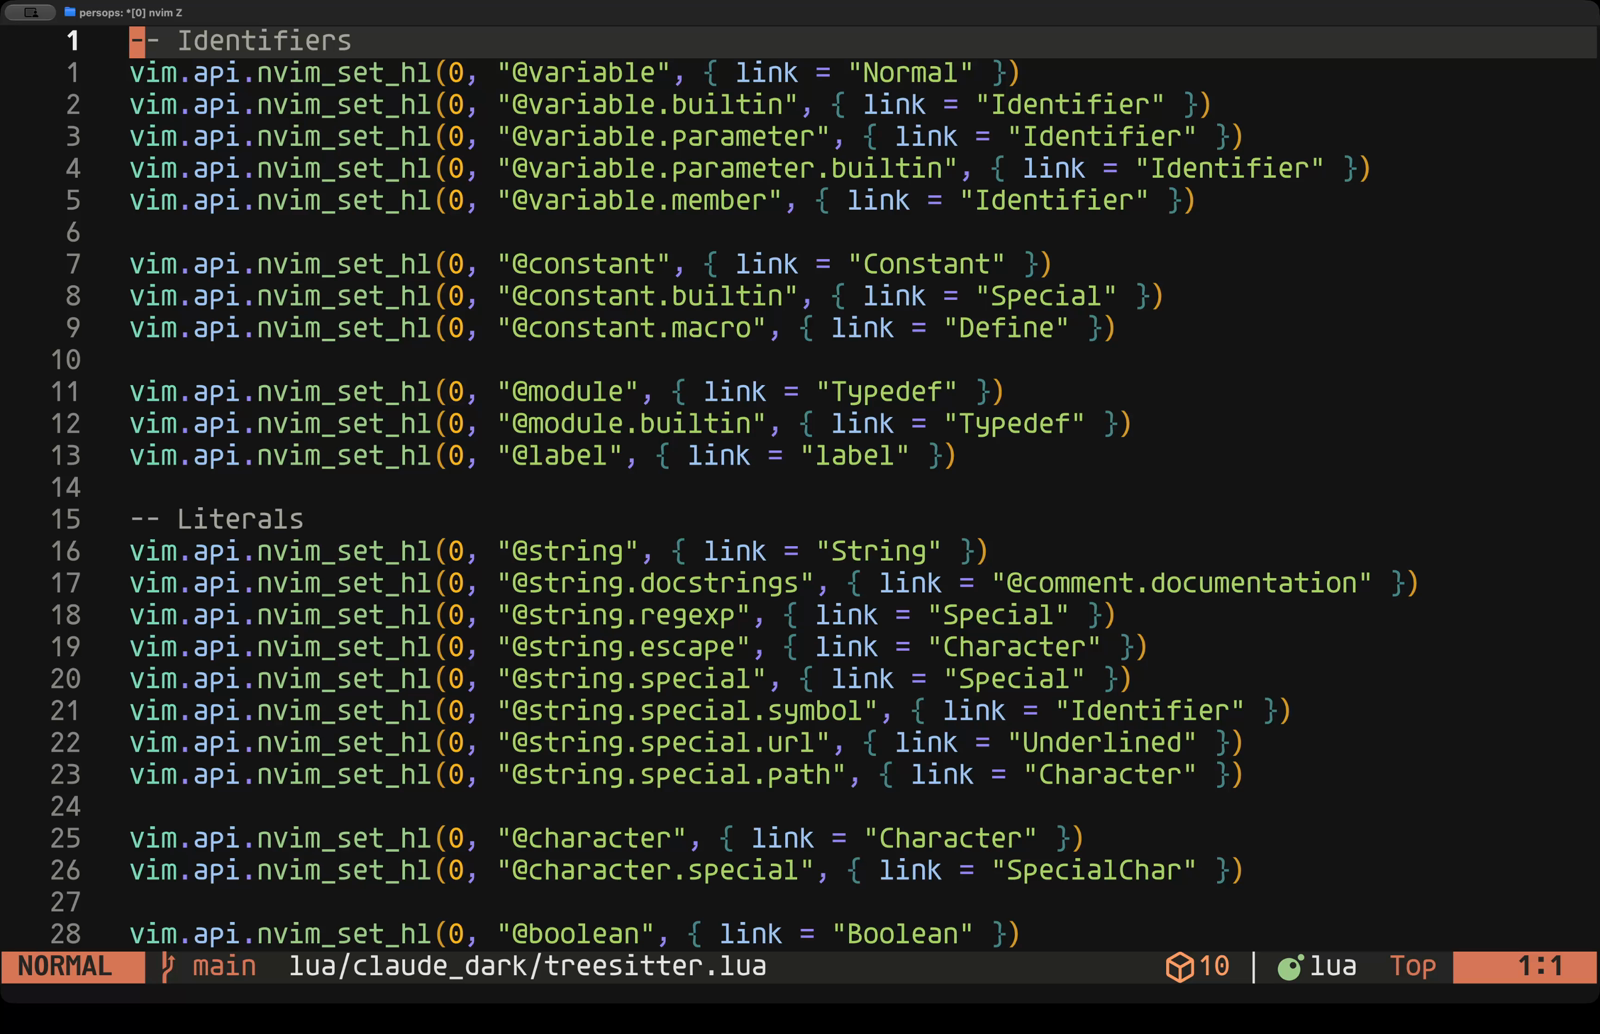 persops: *[0] nvim Z
1 -- Identifiers
1 vim.api.nvim_set_hl(0, "@variable", { link = "Normal" })
2 vim.api.nvim_set_hl(0, "@variable.builtin", { link = "Identifier" })
3 vim.api.nvim_set_hl(0, "@variable.parameter", { link = "Identifier" })
4 vim.api.nvim_set_hl(0, "@variable.parameter.builtin", { link = "Identifier" })
5 vim.api.nvim_set_hl(0, "@variable.member", { link = "Identifier" })
6
7 vim.api.nvim_set_hl(0, "@constant", { link = "Constant" })
8 vim.api.nvim_set_hl(0, "@constant.builtin", { link = "Special" })
9 vim.api.nvim_set_hl(0, "@constant.macro", { link = "Define" })
10
11 vim.api.nvim_set_hl(0, "@module", { link = "Typedef" })
12 vim.api.nvim_set_hl(0, "@module.builtin", { link = "Typedef" })
13 vim.api.nvim_set_hl(0, "@label", { link = "label" })
14
15 -- Literals
16 vim.api.nvim_set_hl(0, "@string", { link = "String" })
17 vim.api.nvim_set_hl(0, "@string.docstrings", { link = "@comment.documentation" })
18 vim.api.nvim_set_hl(0, "@string.regexp", { link = "Special" })
19 vim.api.nvim_set_hl(0, "@string.escape", { link = "Character" })
20 vim.api.nvim_set_hl(0, "@string.special", { link = "Special" })
21 vim.api.nvim_set_hl(0, "@string.special.symbol", { link = "Identifier" })
22 vim.api.nvim_set_hl(0, "@string.special.url", { link = "Underlined" })
23 vim.api.nvim_set_hl(0, "@string.special.path", { link = "Character" })
24
25 vim.api.nvim_set_hl(0, "@character", { link = "Character" })
26 vim.api.nvim_set_hl(0, "@character.special", { link = "SpecialChar" })
27
28 vim.api.nvim_set_hl(0, "@boolean", { link = "Boolean" })
NORMAL main lua/claude_dark/treesitter.lua 10 | lua Top 1:1